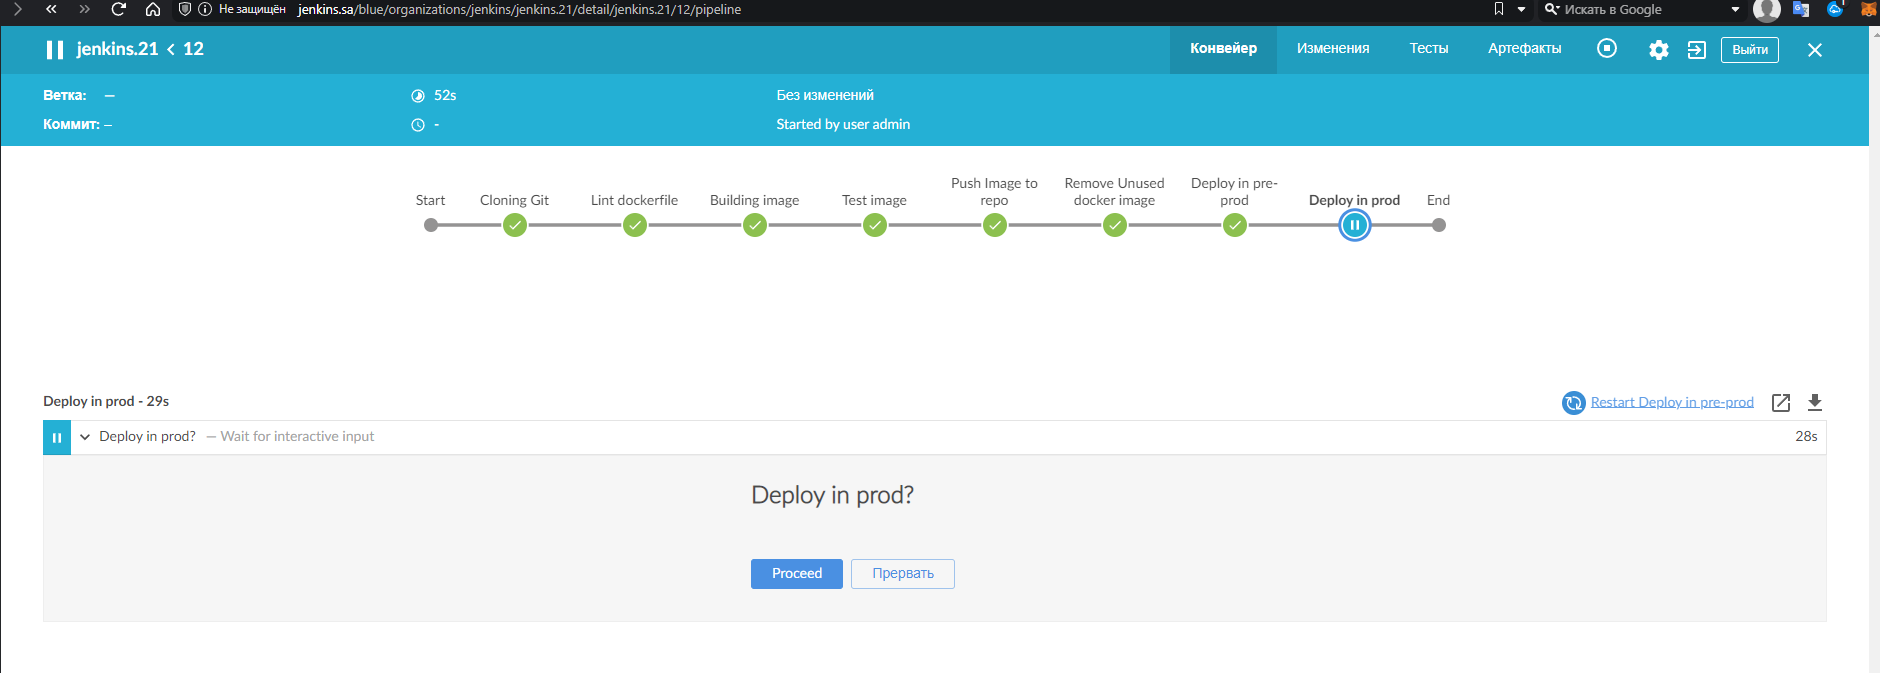 Не защищён jenkins.sa/blue/organizations/jenkins/jenkins.21/detail/jenkins.21/12/pipeline Искать в Google
jenkins.21 < 12 Конвейер Изменения Тесты Артефакты Выйти
Ветка: — 52s Без изменений
Коммит: – - Started by user admin
Start Cloning Git Lint dockerfile Building image Test image Push Image to repo Remove Unused docker image Deploy in pre-prod Deploy in prod End
Deploy in prod - 29s Restart Deploy in pre-prod
Deploy in prod? — Wait for interactive input 28s
Deploy in prod?
Proceed Прервать